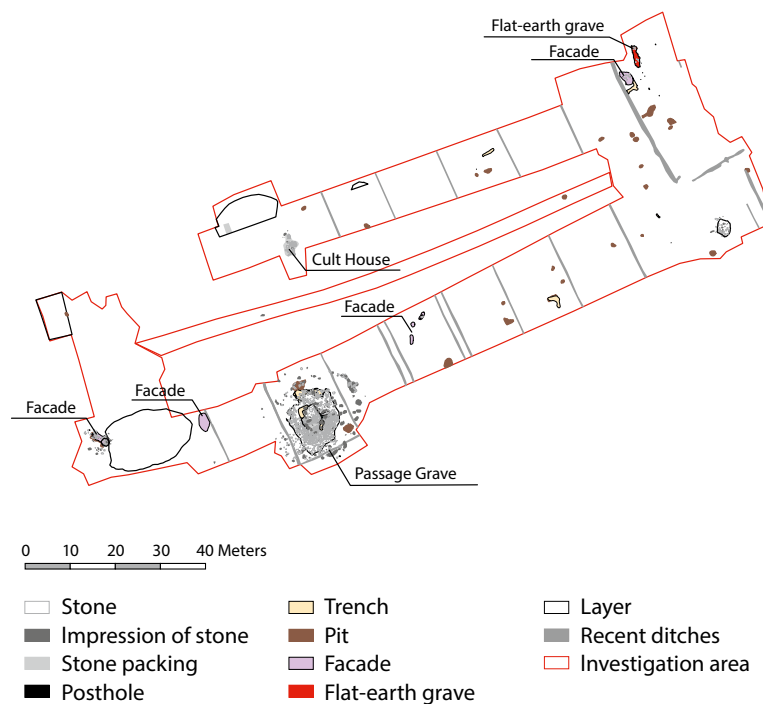 Flat-earth grave
Facade
Cult House
Facade
Facade
Facade
Passage Grave
0 10 20 30 40 Meters
Stone
Impression of stone
Stone packing
Posthole
Trench
Pit
Facade
Flat-earth grave
Layer
Recent ditches
Investigation area